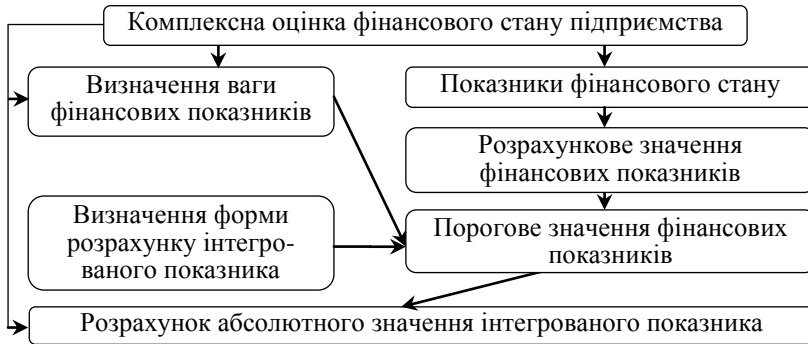 Комплексна оцінка фінансового стану підприємства
Визначення ваги
фінансових показників
Показники фінансового стану
Розрахункове значення
фінансових показників
Визначення форми
розрахунку інтегро-
ваного показника
Порогове значення фінансових
показників
Розрахунок абсолютного значення інтегрованого показника